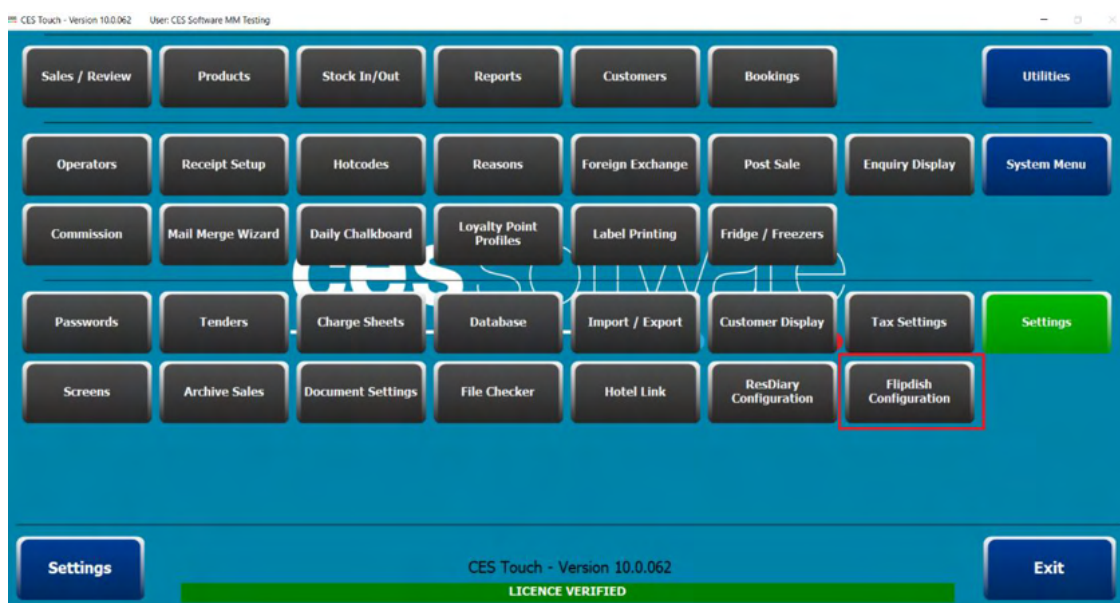 CES Touch - Version 10.0.062 User: CES Software MM Testing
Sales / Review
Products
Stock In/Out
Reports
Customers
Bookings
Utilities
Operators
Receipt Setup
Hotcodes
Reasons
Foreign Exchange
Post Sale
Enquiry Display
System Menu
Commission
Mail Merge Wizard
Daily Chalkboard
Loyalty Point
Profiles
Label Printing
Fridge / Freezers
ces software
Passwords
Tenders
Charge Sheets
Database
Import / Export
Customer Display
Tax Settings
Settings
Screens
Archive Sales
Document Settings
File Checker
Hotel Link
ResDiary
Configuration
Flipdish
Configuration
Settings
CES Touch - Version 10.0.062
LICENCE VERIFIED
Exit